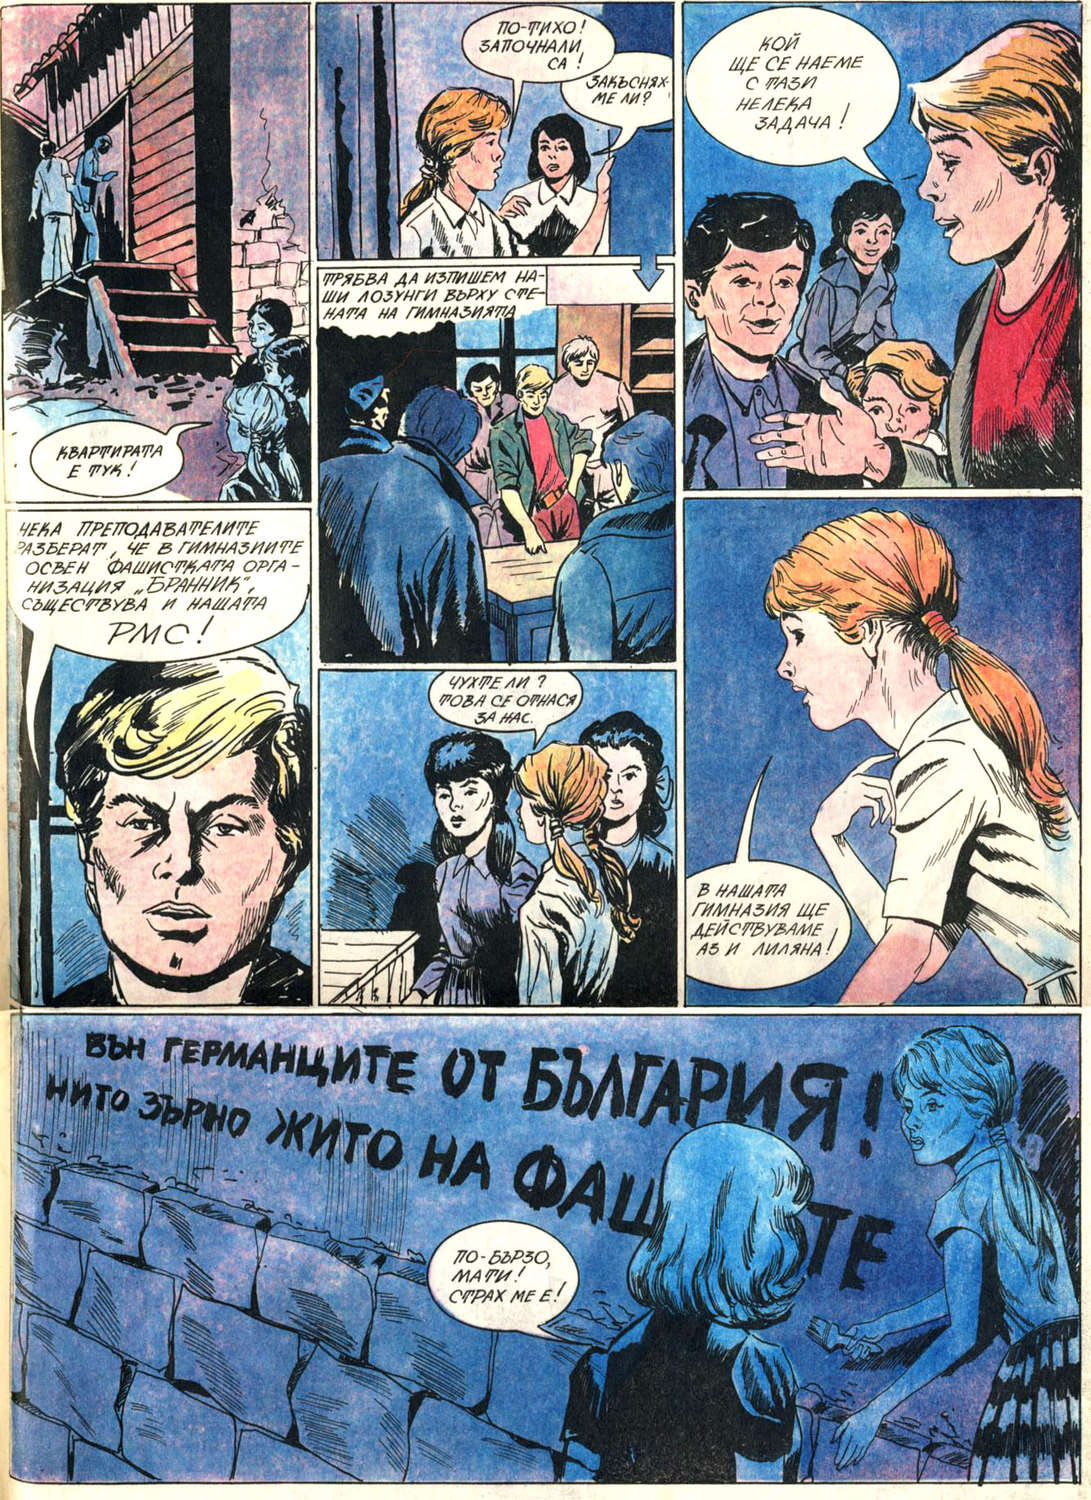 КВАРТИРАТА
Е ТУК!
ПО-ТИХО!
ЗАПОЧНАЛИ
СА!
ЗАКЪСНЯХ-
МЕ ЛИ?
ТРЯБВА ДА ИЗПИШЕМ НА-
ШИ ЛОЗУНГИ ВЪРХУ СТЕ-
НАТА НА ГИМНАЗИЯТА
КОЙ
ЩЕ СЕ НАЕМЕ
С ТАЗИ
НЕЛЕКА
ЗАДАЧА!
НЕКА ПРЕПОДАВАТЕЛИТЕ
РАЗБЕРАТ, ЧЕ В ГИМНАЗИИТЕ
ОСВЕН ФАШИСТКАТА ОРГА-
НИЗАЦИЯ „БРАННИК“,
СЪЩЕСТВУВА И НАШАТА
РМС!
ЧУХТЕ ЛИ?
ТОВА СЕ ОТНАСЯ
ЗА НАС.
В НАШАТА
ГИМНАЗИЯ ЩЕ
ДЕЙСТВУВАМЕ
АЗ И ЛИЛЯНА!
ВЪН ГЕРМАНЦИТЕ ОТ БЪЛГАРИЯ!
НИТО ЗЪРНО ЖИТО НА ФАШ ТЕ
ПО-БЪРЗО,
МАТИ!
СТРАХ МЕ Е!